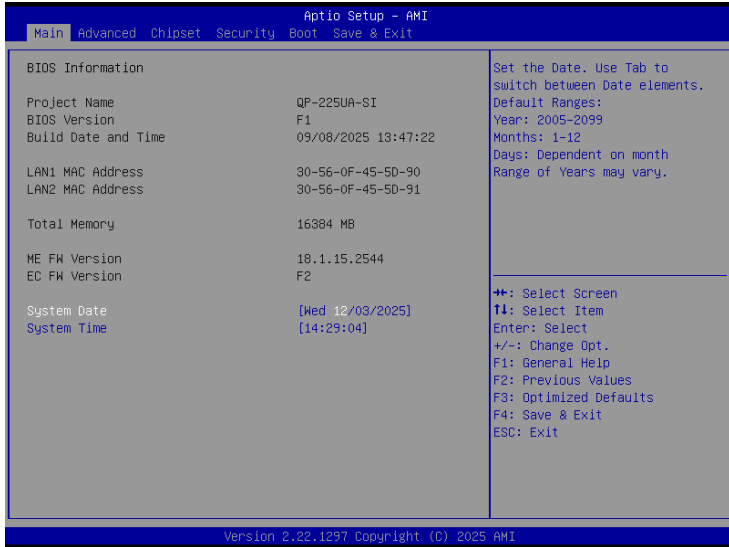 Aptio Setup - AMI
Main Advanced Chipset Security Boot Save & Exit
BIOS Information
Project Name QP-225UA-SI
BIOS Version F1
Build Date and Time 09/08/2025 13:47:22
LAN1 MAC Address 30-56-0F-45-5D-90
LAN2 MAC Address 30-56-0F-45-5D-91
Total Memory 16384 MB
ME FW Version 18.1.15.2544
EC FW Version F2
System Date [Wed 12/03/2025]
System Time [14:29:04]
Set the Date. Use Tab to
switch between Date elements.
Default Ranges:
Year: 2005-2099
Months: 1-12
Days: Dependent on month
Range of Years may vary.
→←: Select Screen
↑↓: Select Item
Enter: Select
+/-: Change Opt.
F1: General Help
F2: Previous Values
F3: Optimized Defaults
F4: Save & Exit
ESC: Exit
Version 2.22.1297 Copyright (C) 2025 AMI